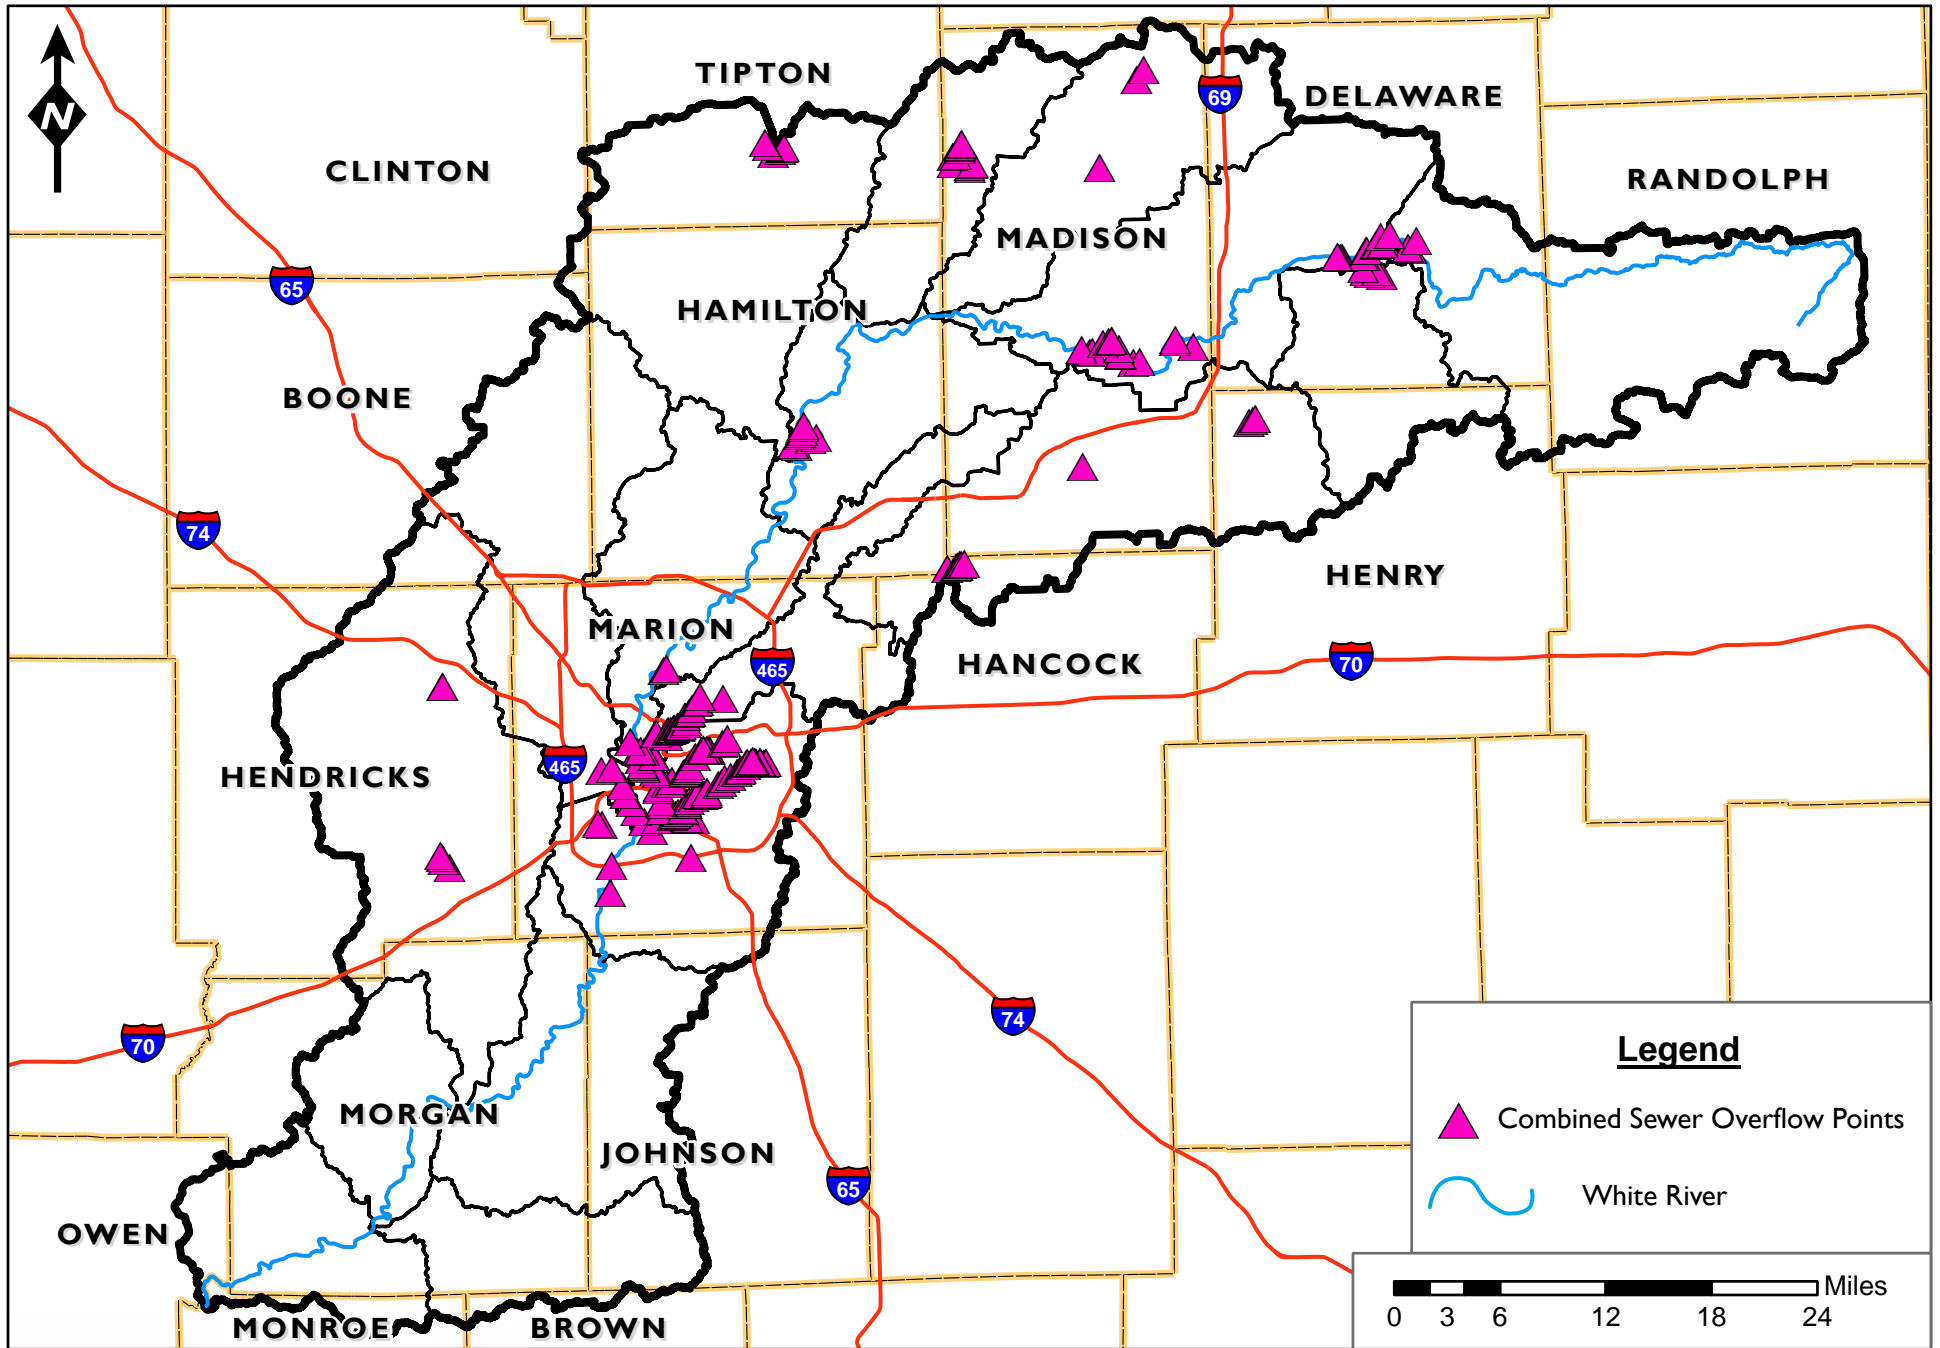 TIPTON
69
DELAWARE
N
CLINTON
RANDOLPH
MADISON
65
HAMILTON
BOONE
74
HENRY
MARION
HANCOCK
465
70
HENDRICKS
465
74
70
Legend
MORGAN
Combined Sewer Overflow Points
JOHNSON
65
White River
OWEN
Miles
0 3 6 12 18 24
MONROE
BROWN